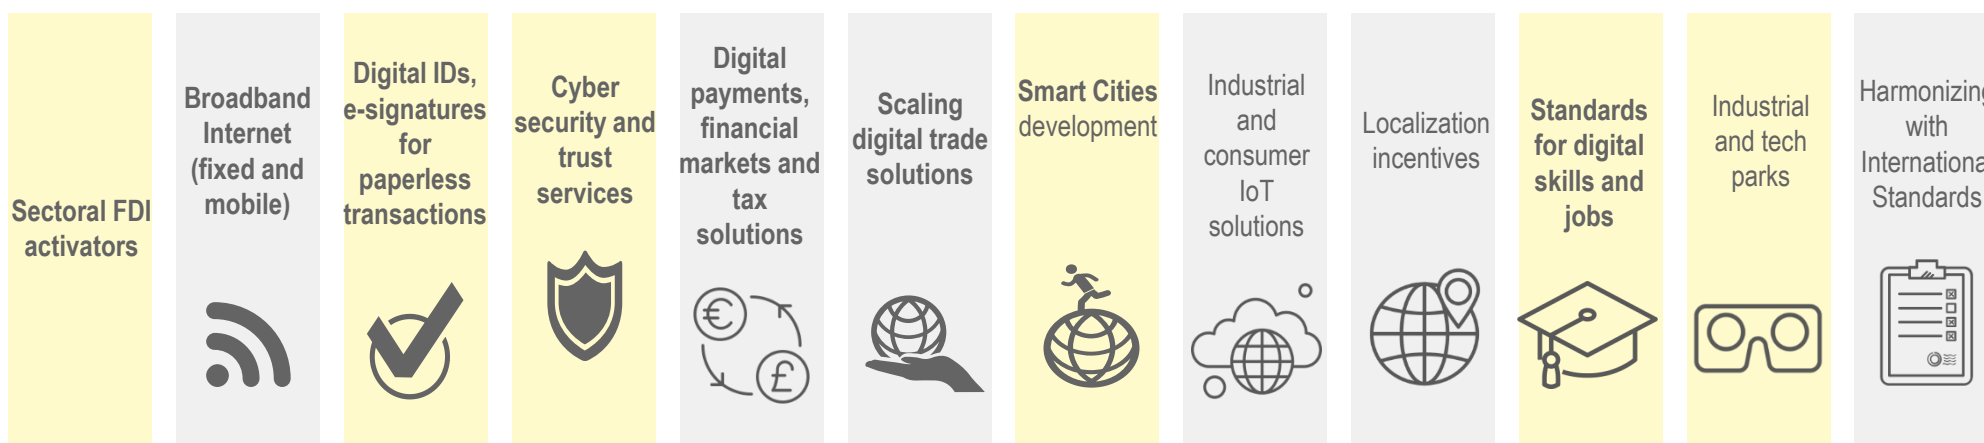 Sectoral FDI
activators
Broadband
Internet
(fixed and
mobile)
Digital IDs,
e-signatures
for
paperless
transactions
Cyber
security and
trust
services
Digital
payments,
financial
markets and
tax
solutions
Scaling
digital trade
solutions
Smart Cities
development
Industrial
and
consumer
IoT
solutions
Localization
incentives
Standards
for digital
skills and
jobs
Industrial
and tech
parks
Harmonizing
with
Internationa
Standards